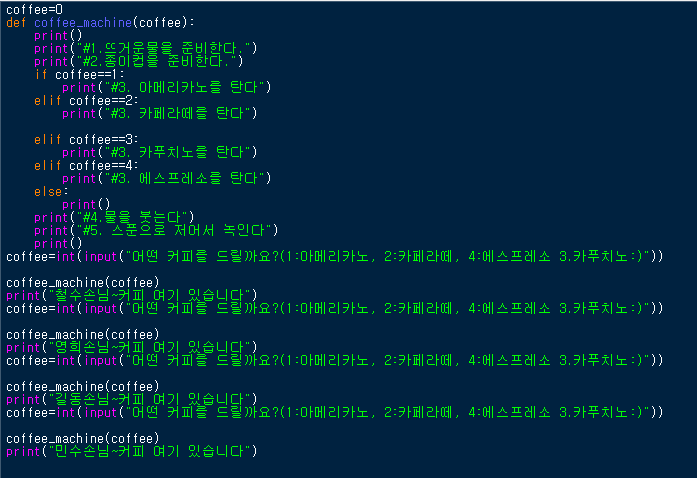 coffee=0
def coffee_machine(coffee):
    print()
    print("#1.뜨거운물을 준비한다.")
    print("#2.종이컵을 준비한다.")
    if coffee==1:
        print("#3. 아메리카노를 탄다")
    elif coffee==2:
        print("#3. 카페라떼를 탄다")
    elif coffee==3:
        print("#3. 카푸치노를 탄다")
    elif coffee==4:
        print("#3. 에스프레소를 탄다")
    else:
        print()
    print("#4.물을 붓는다")
    print("#5. 스푼으로 저어서 녹인다")
    print()
coffee=int(input("어떤 커피를 드릴까요?(1:아메리카노, 2:카페라떼, 4:에스프레소 3.카푸치노:)"))
coffee_machine(coffee)
print("철수손님~커피 여기 있습니다")
coffee=int(input("어떤 커피를 드릴까요?(1:아메리카노, 2:카페라떼, 4:에스프레소 3.카푸치노:)"))
coffee_machine(coffee)
print("영희손님~커피 여기 있습니다")
coffee=int(input("어떤 커피를 드릴까요?(1:아메리카노, 2:카페라떼, 4:에스프레소 3.카푸치노:)"))
coffee_machine(coffee)
print("길동손님~커피 여기 있습니다")
coffee=int(input("어떤 커피를 드릴까요?(1:아메리카노, 2:카페라떼, 4:에스프레소 3.카푸치노:)"))
coffee_machine(coffee)
print("민수손님~커피 여기 있습니다")